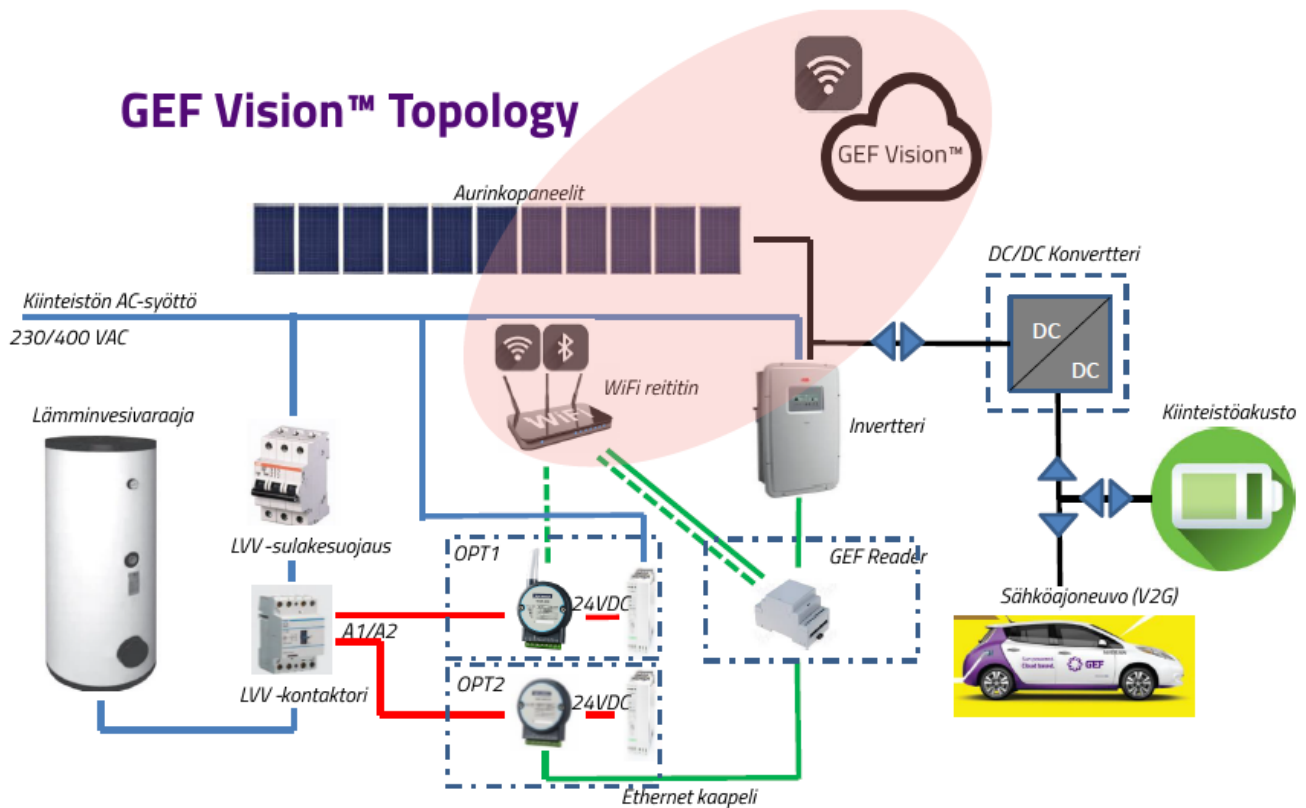 GEF Vision™ Topology
GEF Vision™
Aurinkopaneelit
DC/DC Konvertteri
Kiinteistön AC-syöttö
230/400 VAC
DC
DC
WiFi reititin
WiFi
Lämminvesivaraaja
Invertteri
Kiinteistöakusto
LVV -sulakesuojaus
OPT1
GEF Reader
24VDC
A1/A2
Sähköajoneuvo (V2G)
LVV -kontaktori
OPT2
24VDC
GEF
Ethernet kaapeli